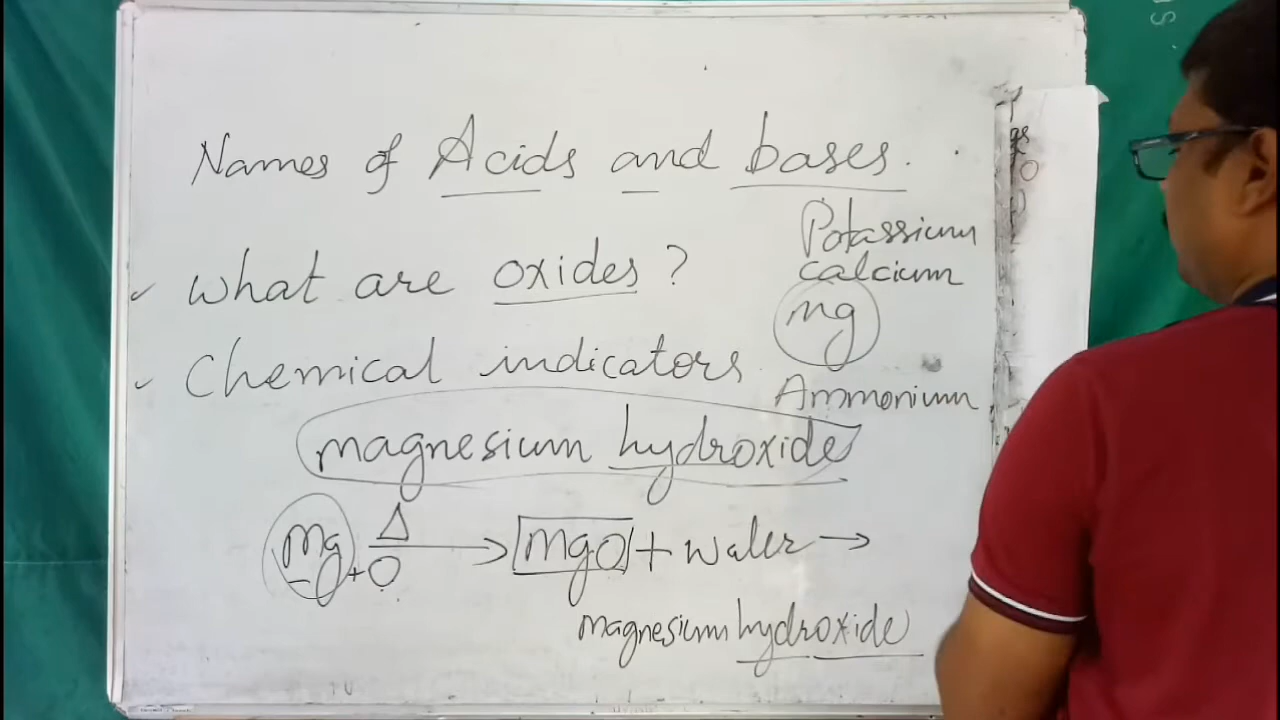 Names of Acids and bases.
What are oxides?
Potassium
calcium
mg
Chemical indicators
Ammonium
magnesium hydroxide
Mg + O Δ → MgO + water →
magnesium hydroxide